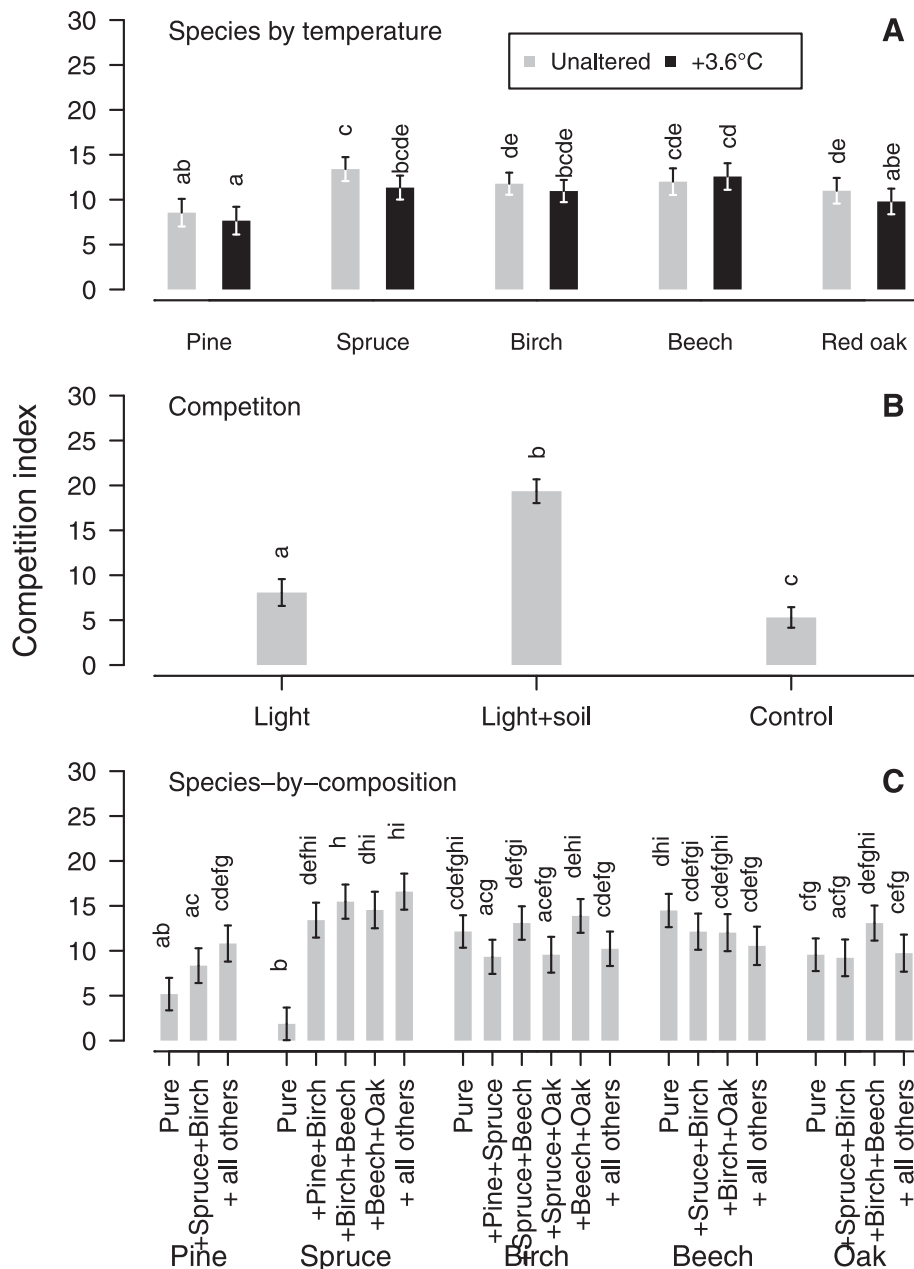 Competition index
Species by temperature
A
Unaltered +3.6°C
30
25
20
15
10
5
0
ab a c bcde de bcde cde cd de abe
Pine Spruce Birch Beech Red oak
Competiton
B
30
25
20
15
10
5
0
a b c
Light Light+soil Control
Species–by–composition
C
30
25
20
15
10
5
0
ab ac cdefg b defhi h dhi hi cdefghi acg defgi acefg dehi cdefg dhi cdefgi cdefghi cdefg cfg acfg defghi cefg
Pure
+Spruce+Birch
+ all others
Pure
+Pine+Birch
+Birch+Beech
+Beech+Oak
+ all others
Pure
+Pine+Spruce
+Spruce+Beech
+Spruce+Oak
+Beech+Oak
+ all others
Pure
+Sruce+Birch
+Birch+Oak
+ all others
Pure
+Spruce+Birch
+Birch+Beech
+ all others
Pine Spruce Birch Beech Oak